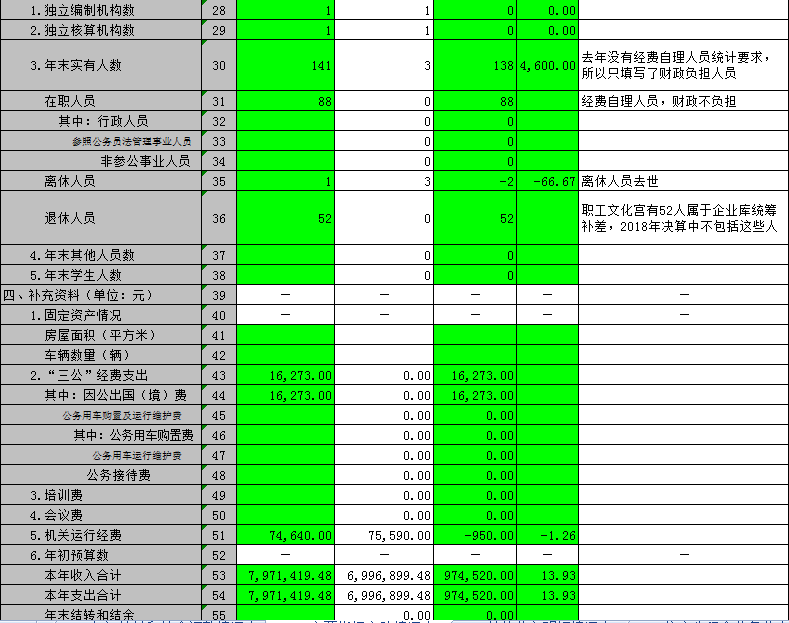 1.独立编制机构数 28 1 1 0 0.00
2.独立核算机构数 29 1 1 0 0.00
3.年末实有人数 30 141 3 138 4,600.00 去年没有经费自理人员统计要求，
所以只填写了财政负担人员
在职人员 31 88 0 88 经费自理人员，财政不负担
其中：行政人员 32 0 0
参照公务员法管理事业人员 33 0 0
非参公事业人员 34 0 0
离休人员 35 1 3 -2 -66.67 离休人员去世
退休人员 36 52 0 52 职工文化宫有52人属于企业库统筹
补差，2018年决算中不包括这些人
4.年末其他人员数 37 0 0
5.年末学生人数 38 0 0
四、补充资料（单位：元） 39 — — — — —
1.固定资产情况 40 — — — — —
房屋面积（平方米） 41
车辆数量（辆） 42
2.“三公”经费支出 43 16,273.00 0.00 16,273.00
其中：因公出国（境）费 44 16,273.00 0.00 16,273.00
公务用车购置及运行维护费 45 0.00 0.00
其中：公务用车购置费 46 0.00 0.00
公务用车运行维护费 47 0.00 0.00
公务接待费 48 0.00 0.00
3.培训费 49 0.00 0.00
4.会议费 50 0.00 0.00
5.机关运行经费 51 74,640.00 75,590.00 -950.00 -1.26
6.年初预算数 52 — — — — —
本年收入合计 53 7,971,419.48 6,996,899.48 974,520.00 13.93
本年支出合计 54 7,971,419.48 6,996,899.48 974,520.00 13.93
年末结转和结余 55 0.00 0.00